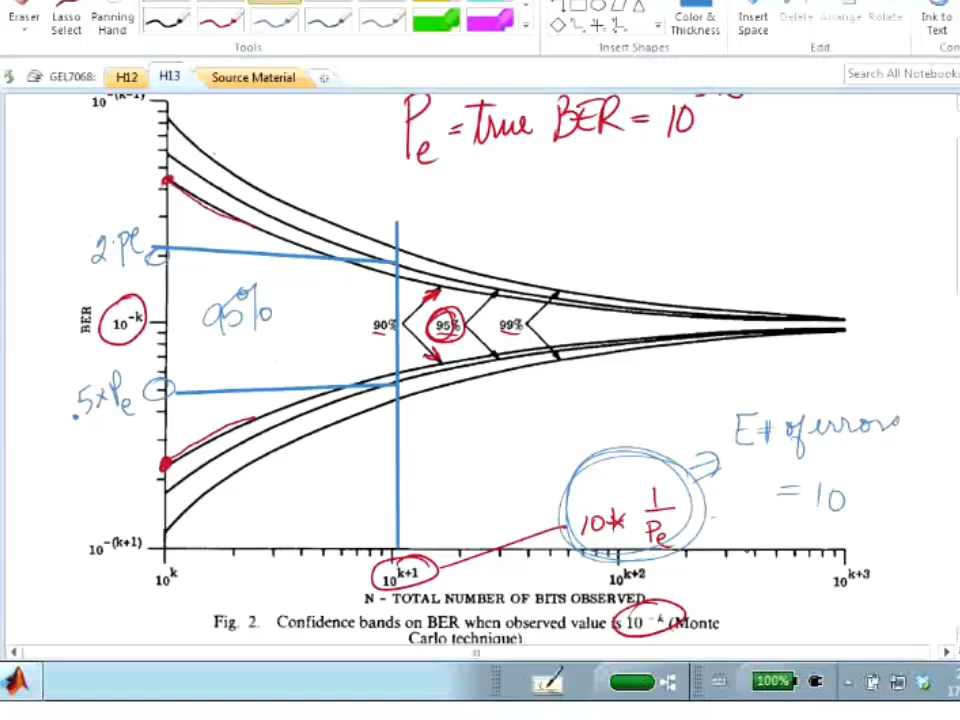 Eraser
Lasso
Select
Panning
Hand
Tools
Insert Shapes
Color &
Thickness
Insert
Space
Delete
Arrange
Rotate
Edit
Ink to
Text
GEL7068:
H12
H13
Source Material
Search All Notebooks
10^-(k-1)
Pe = true BER = 10
2·Pe
95%
BER
10^-k
90%
95%
99%
.5×Pe
E # of errors
= 10
10* 1/Pe
10^-(k+1)
10^k
10^k+1
10^k+2
10^k+3
N - TOTAL NUMBER OF BITS OBSERVED
Fig. 2. Confidence bands on BER when observed value is 10^-k (Monte
Carlo technique)
100%